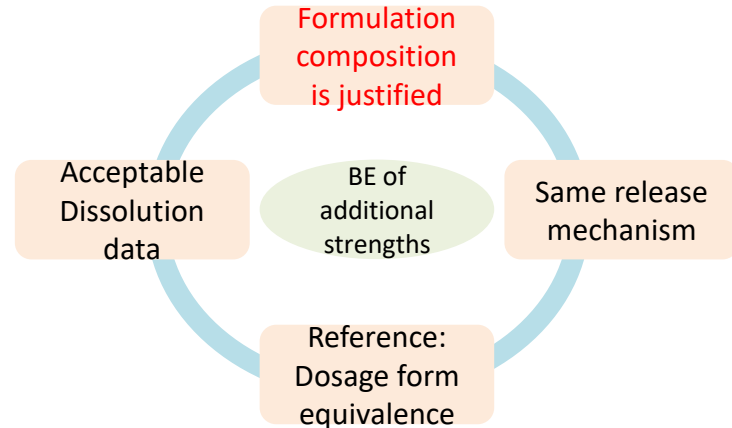 Formulation
composition
is justified
Acceptable
Dissolution
data
BE of
additional
strengths
Same release
mechanism
Reference:
Dosage form
equivalence